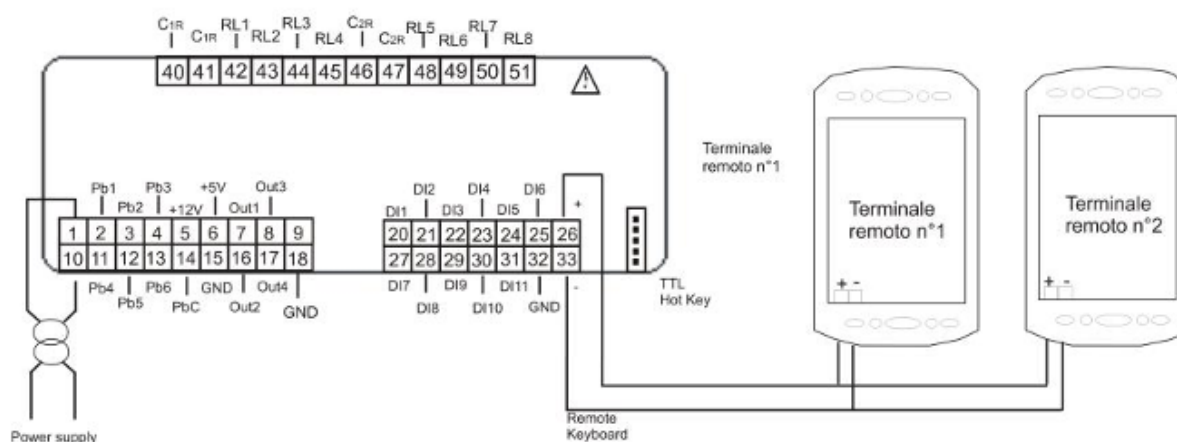 C1R C1R RL1 RL2 RL3 RL4 C2R C2R RL5 RL6 RL7 RL8
40 41 42 43 44 45 46 47 48 49 50 51
Terminale
remoto n°1
Terminale
remoto n°1
+ -
Terminale
remoto n°2
+ -
Pb1 Pb2 Pb3 +12V +5V Out1 Out3
1 2 3 4 5 6 7 8 9
10 11 12 13 14 15 16 17 18
Pb4 Pb5 Pb6 PbC GND Out2 Out4 GND
DI1 DI2 DI3 DI4 DI5 DI6 +
20 21 22 23 24 25 26
27 28 29 30 31 32 33
DI7 DI8 DI9 DI10 DI11 GND -
TTL
Hot Key
Power supply
Remote
Keyboard